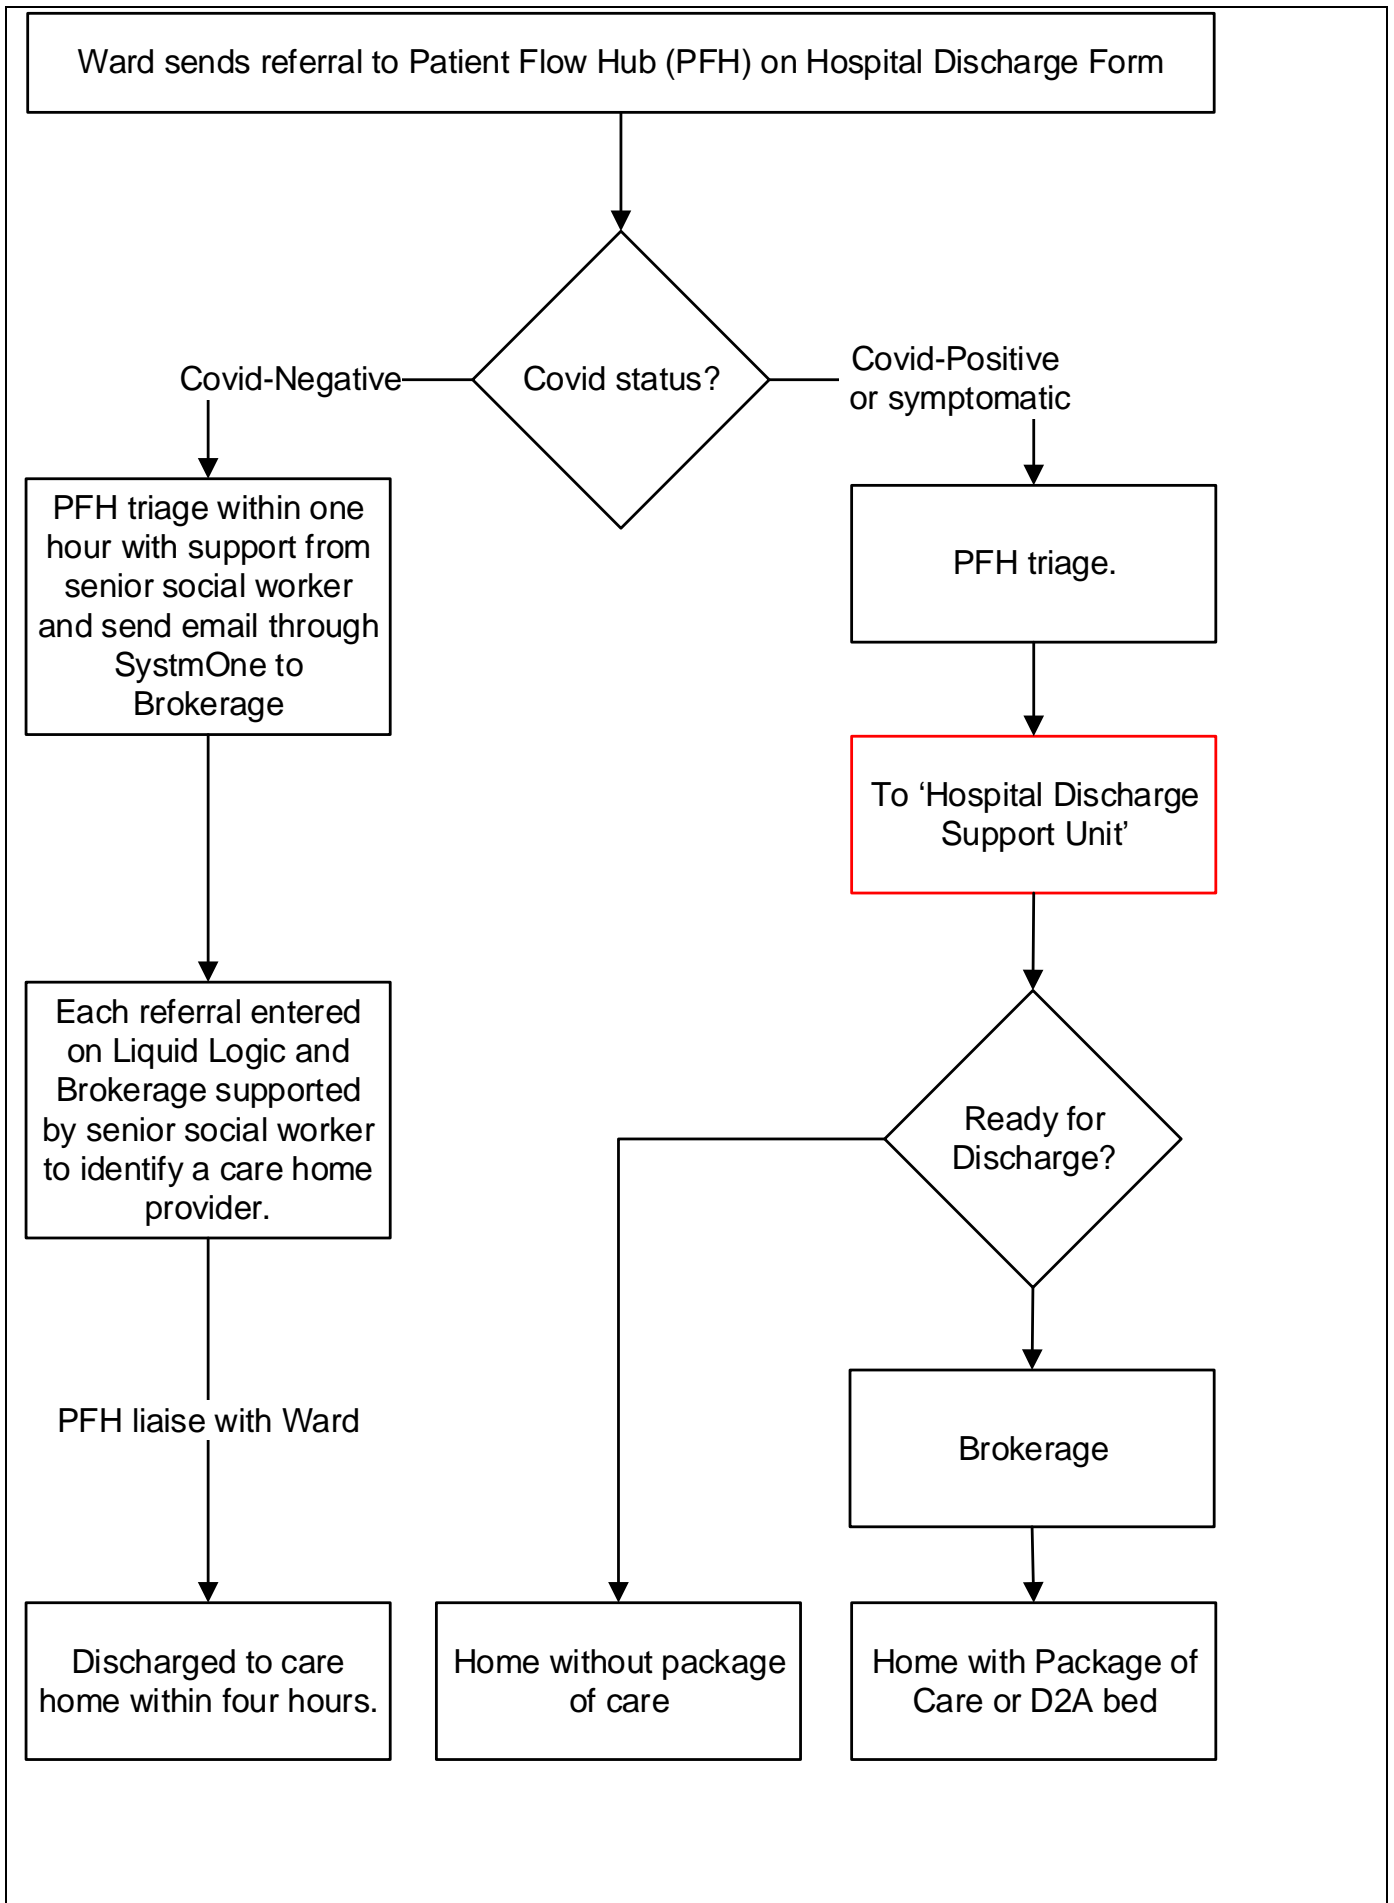 Ward sends referral to Patient Flow Hub (PFH) on Hospital Discharge Form
Covid status?
Covid-Negative
Covid-Positive
or symptomatic
PFH triage within one
hour with support from
senior social worker
and send email through
SystmOne to
Brokerage
PFH triage.
To ‘Hospital Discharge
Support Unit’
Each referral entered
on Liquid Logic and
Brokerage supported
by senior social worker
to identify a care home
provider.
Ready for
Discharge?
PFH liaise with Ward
Brokerage
Discharged to care
home within four hours.
Home without package
of care
Home with Package of
Care or D2A bed